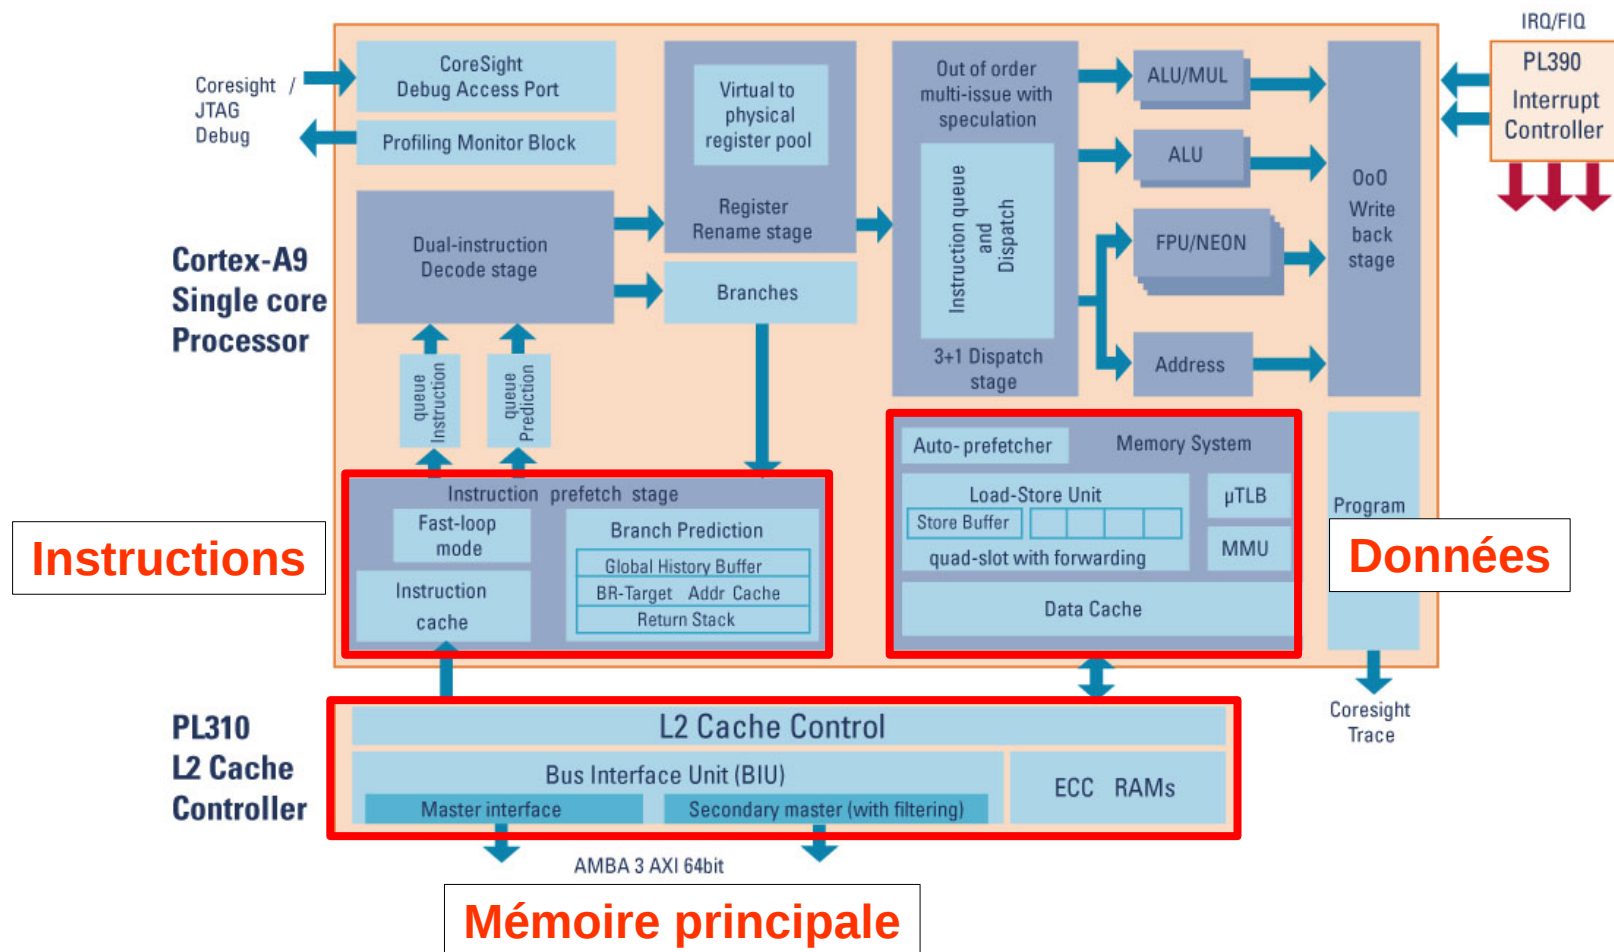 IRQ/FIQ
PL390
Interrupt
Controller
Coresight /
JTAG
Debug
CoreSight
Debug Access Port
Profiling Monitor Block
Virtual to
physical
register pool
Register
Rename stage
Out of order
multi-issue with
speculation
Instruction queue
and
Dispatch
3+1 Dispatch
stage
ALU/MUL
ALU
FPU/NEON
Address
OoO
Write
back
stage
Cortex-A9
Single core
Processor
Dual-instruction
Decode stage
Branches
queue
Instruction
queue
Prediction
Instruction prefetch stage
Fast-loop
mode
Instruction
cache
Branch Prediction
Global History Buffer
BR-Target Addr Cache
Return Stack
Instructions
Auto-prefetcher
Memory System
Load-Store Unit
Store Buffer
quad-slot with forwarding
µTLB
MMU
Data Cache
Program
Données
Coresight
Trace
PL310
L2 Cache
Controller
L2 Cache Control
Bus Interface Unit (BIU)
Master interface
Secondary master (with filtering)
ECC RAMs
AMBA 3 AXI 64bit
Mémoire principale